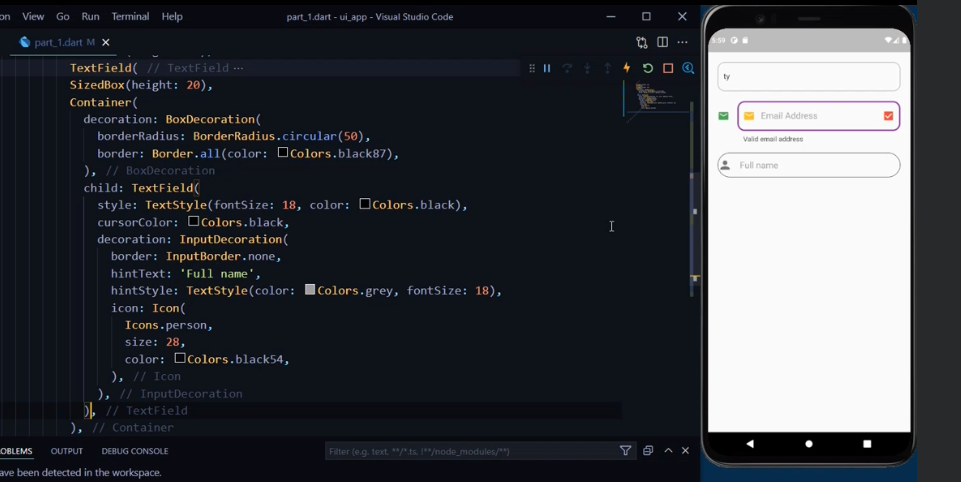 on View Go Run Terminal Help part_1.dart - ui_app - Visual Studio Code
part_1.dart M
TextField( // TextField ...
SizedBox(height: 20),
Container(
decoration: BoxDecoration(
borderRadius: BorderRadius.circular(50),
border: Border.all(color: Colors.black87),
), // BoxDecoration
child: TextField(
style: TextStyle(fontSize: 18, color: Colors.black),
cursorColor: Colors.black,
decoration: InputDecoration(
border: InputBorder.none,
hintText: 'Full name',
hintStyle: TextStyle(color: Colors.grey, fontSize: 18),
icon: Icon(
Icons.person,
size: 28,
color: Colors.black54,
), // Icon
), // InputDecoration
), // TextField
), // Container
OBLEMS OUTPUT DEBUG CONSOLE Filter (e.g. text, **/*.ts, !**/node_modules/**)
ave been detected in the workspace.
5:59
ty
Email Address
Valid email address
Full name